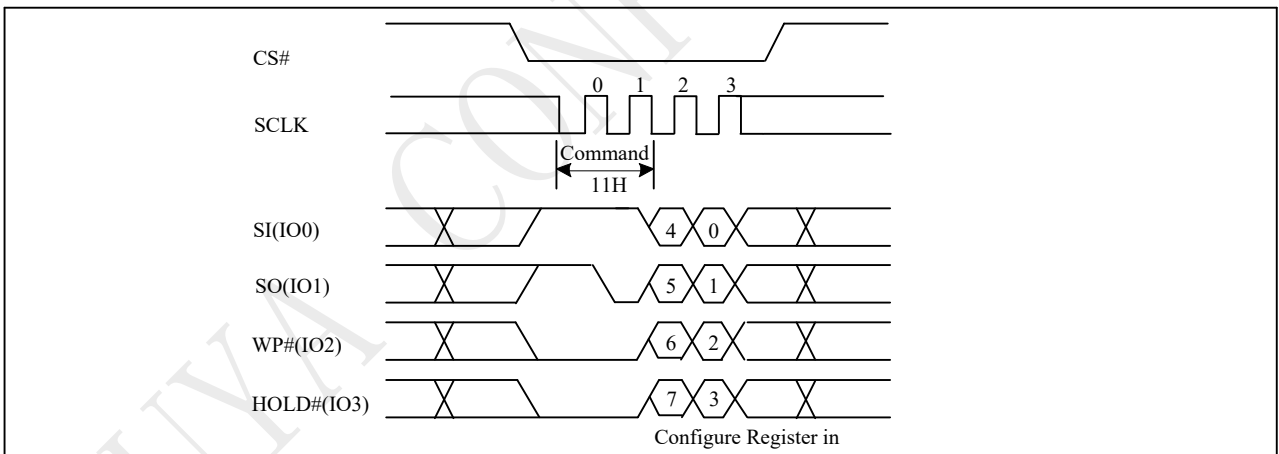 CS#
0 1 2 3
SCLK
Command
11H
SI(IO0) 4 0
SO(IO1) 5 1
WP#(IO2) 6 2
HOLD#(IO3) 7 3
Configure Register in